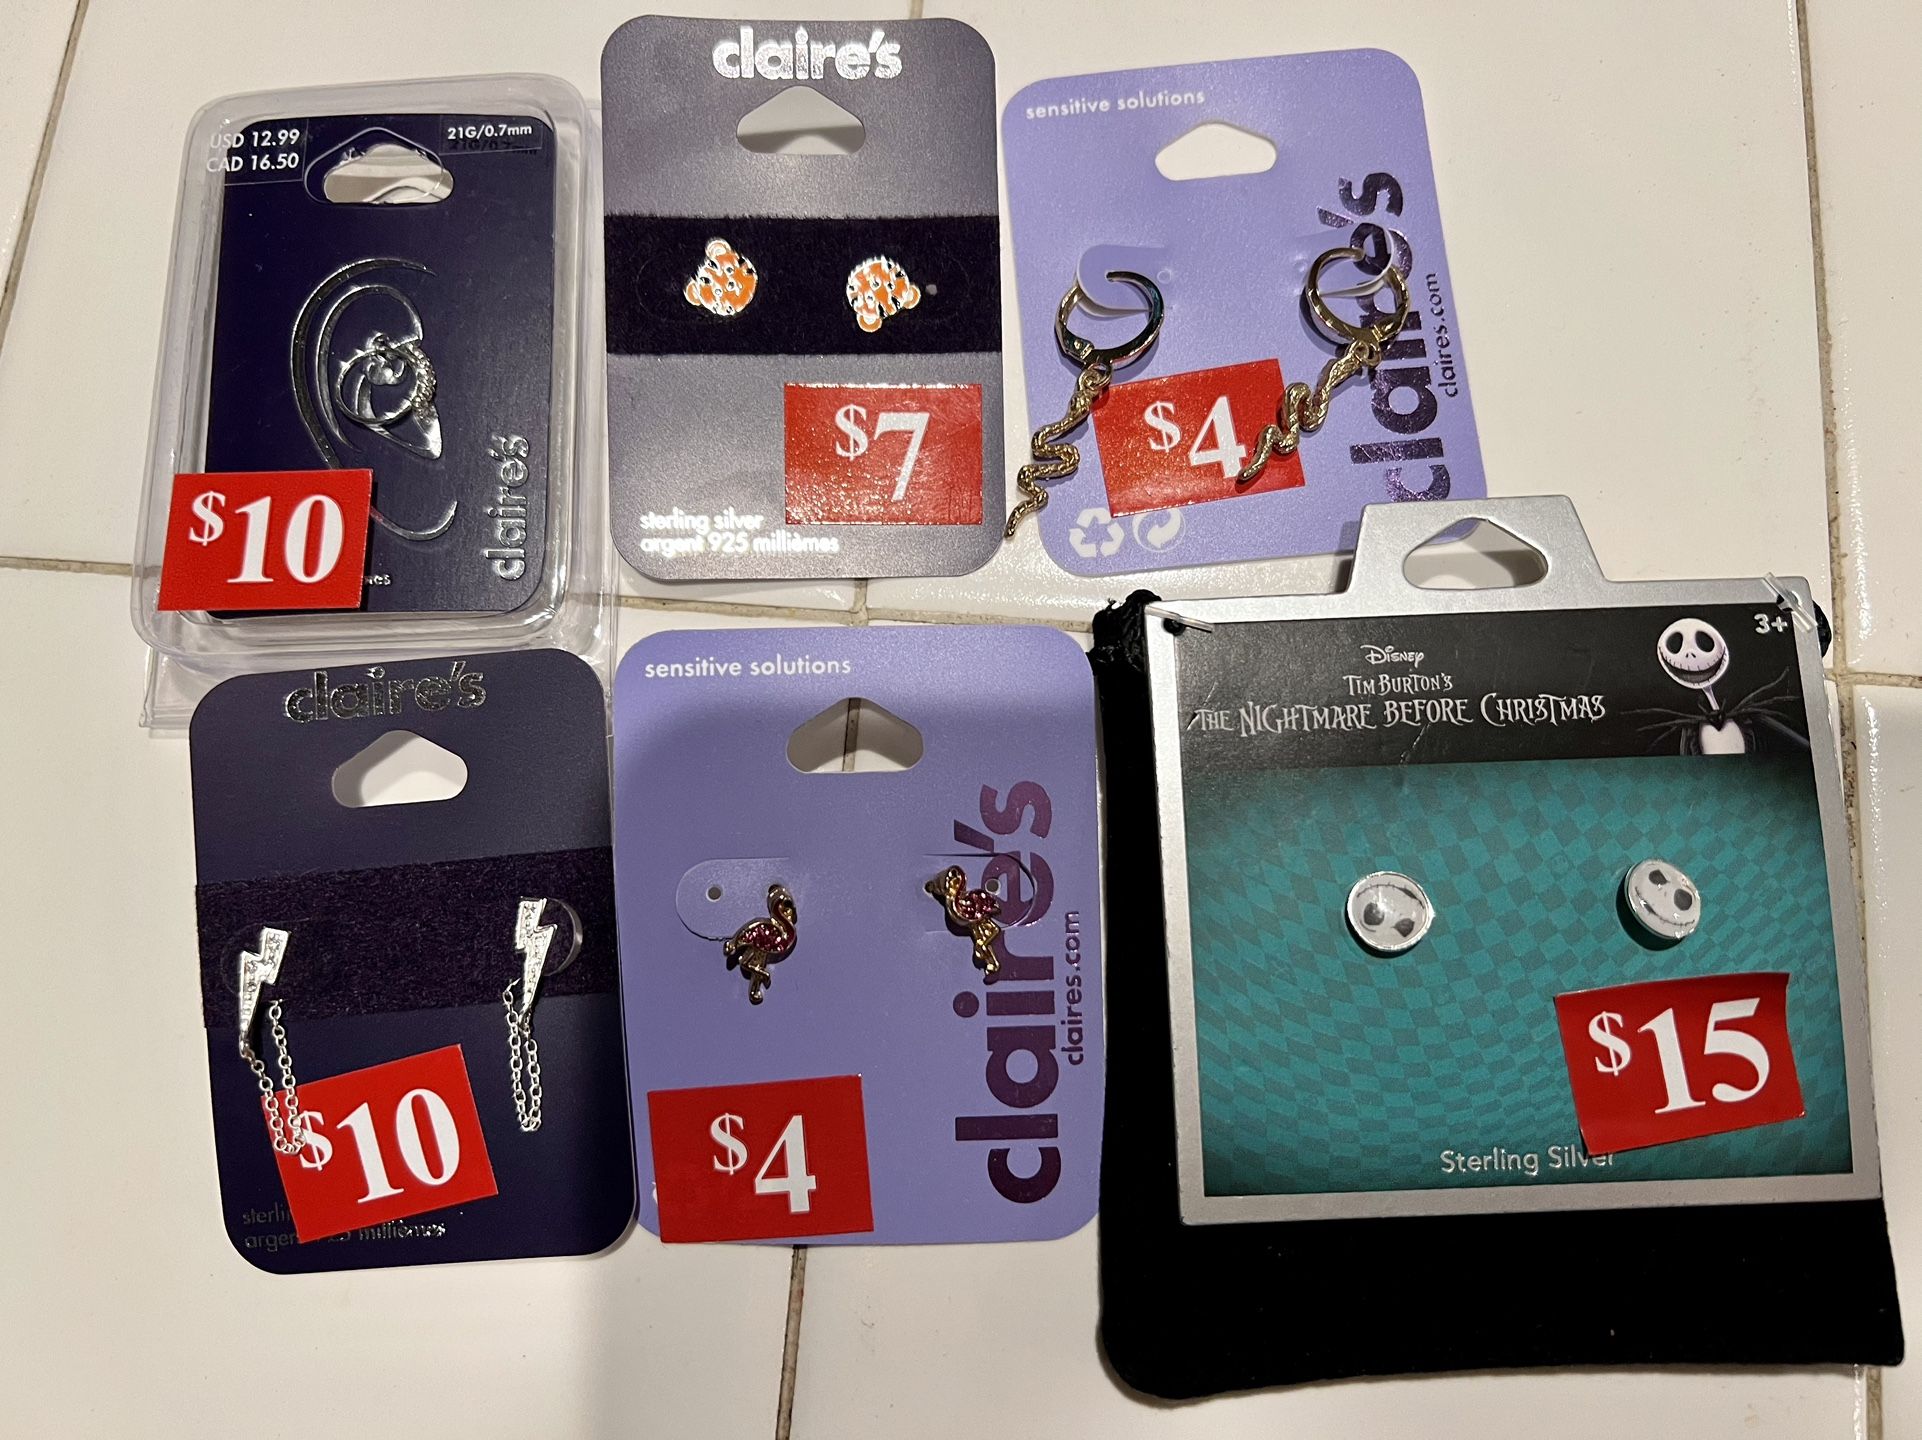 USD 12.99
CAD 16.50
21G/0.7mm
claire's
$10
claire's
$7
sterling silver
argent 925 millièmes
sensitive solutions
claire's
claires.com
$4
claire's
$10
millièmes
sensitive solutions
claire's
claires.com
$4
3+
Disney
Tim Burton's
The Nightmare Before Christmas
$15
Sterling Silver